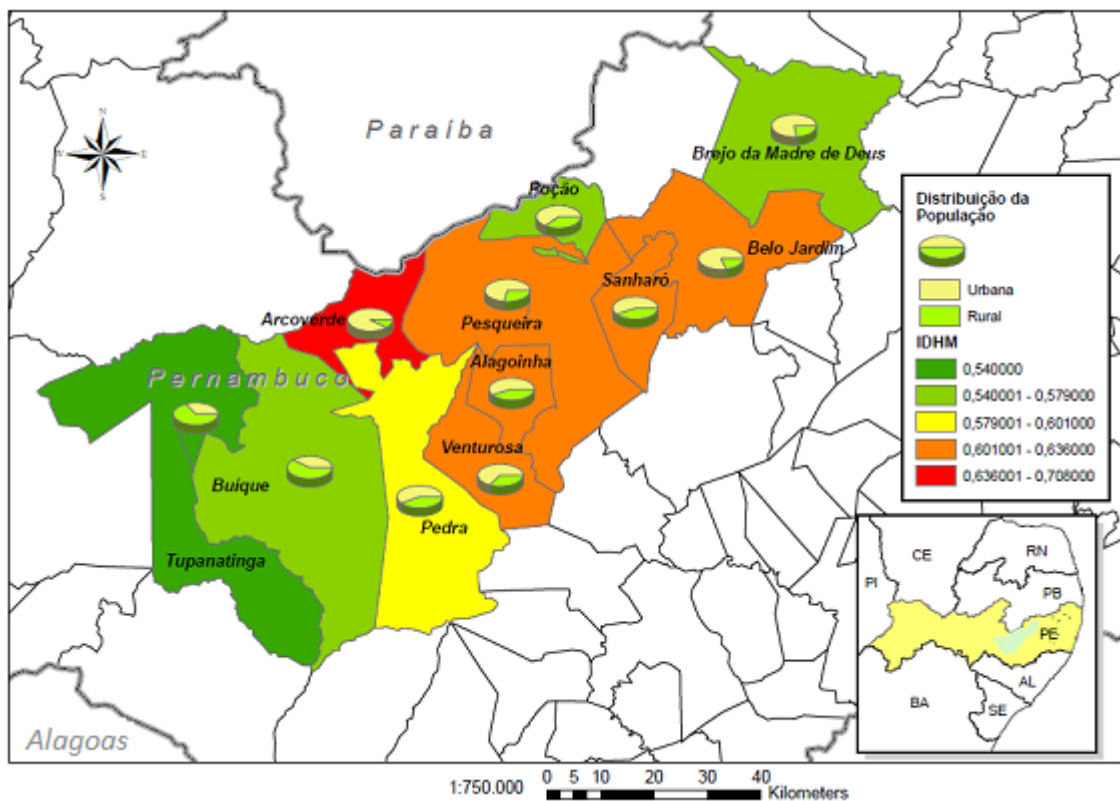 N
W
E
S
Paraíba
Brejo da Madre de Deus
Poção
Belo Jardim
Sanharó
Arcoverde
Pesqueira
Alagoinha
Pernambuco
Venturosa
Buíque
Pedra
Tupanatinga
Alagoas
Distribuição da
População
Urbana
Rural
IDHM
0,540000
0,540001 - 0,579000
0,579001 - 0,601000
0,601001 - 0,636000
0,636001 - 0,708000
CE
RN
PI
PB
PE
AL
BA
SE
1:750.000
0 5 10 20 30 40
Kilometers